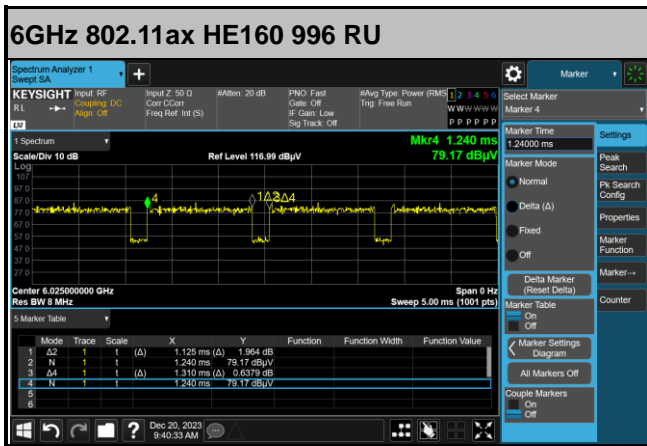 6GHz 802.11ax HE160 996 RU
Spectrum Analyzer 1
Swept SA
Marker
KEYSIGHT Input: RF Input Z: 50 Ω #Atten: 20 dB PNO: Fast #Avg Type: Power (RMS 1 2 3 4 5 6
RL Coupling: DC Corr CCorr Gate: Off Trig: Free Run
Align: Off Freq Ref: Int (S) IF Gain: Low W W W W W W
Sig Track: Off P P P P P P
LXI
Select Marker
Marker 4
1 Spectrum
Mkr4 1.240 ms
Scale/Div 10 dB Ref Level 116.99 dBµV 79.17 dBµV
Log
107
97.0
87.0
77.0
67.0
57.0
47.0
37.0
27.0
4
1Δ2
3Δ4
Center 6.025000000 GHz Span 0 Hz
Res BW 8 MHz Sweep 5.00 ms (1001 pts)
5 Marker Table
Mode Trace Scale X Y Function Function Width Function Value
1 Δ2 1 t (Δ) 1.125 ms (Δ) 1.964 dB
2 N 1 t 1.240 ms 79.17 dBµV
3 Δ4 1 t (Δ) 1.310 ms (Δ) 0.6379 dB
4 N 1 t 1.240 ms 79.17 dBµV
5
6
Marker Time
1.24000 ms
Marker Mode
Normal
Delta (Δ)
Fixed
Off
Delta Marker
(Reset Delta)
Marker Table
On
Off
Marker Settings
Diagram
All Markers Off
Couple Markers
On
Off
Settings
Peak
Search
Pk Search
Config
Properties
Marker
Function
Marker→
Counter
? Dec 20, 2023
9:40:33 AM